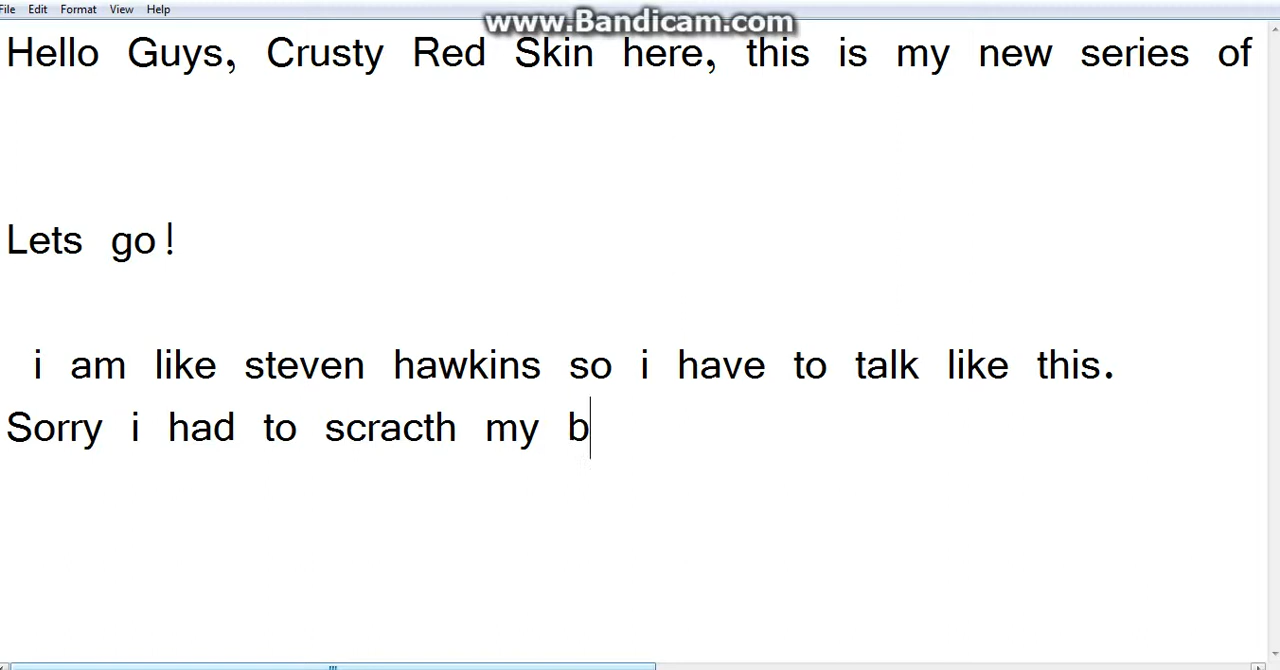 File Edit Format View Help
www.Bandicam.com
Hello Guys, Crusty Red Skin here, this is my new series of
Lets go!
i am like steven hawkins so i have to talk like this.
Sorry i had to scracth my b